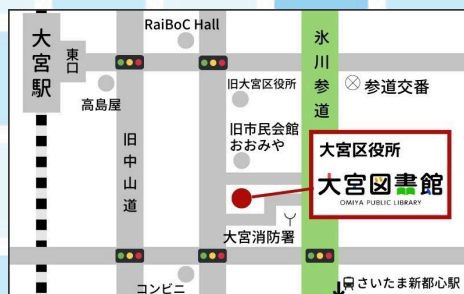 RaiBoC Hall
大宮駅
東口
高島屋
旧中山道
旧大宮区役所
旧市民会館
おおみや
氷川参道
参道交番
大宮区役所
大宮図書館
OMIYA PUBLIC LIBRARY
大宮消防署
コンビニ
さいたま新都心駅